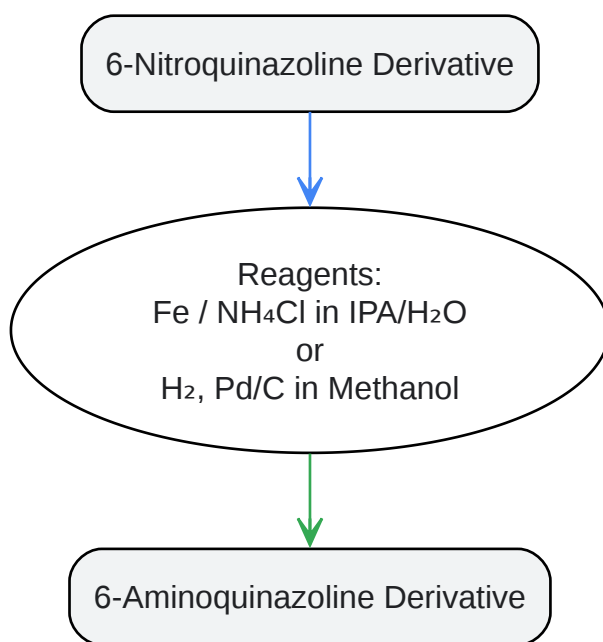 6-Nitroquinazoline Derivative
Reagents:
Fe / NH₄Cl in IPA/H₂O
or
H₂, Pd/C in Methanol
6-Aminoquinazoline Derivative